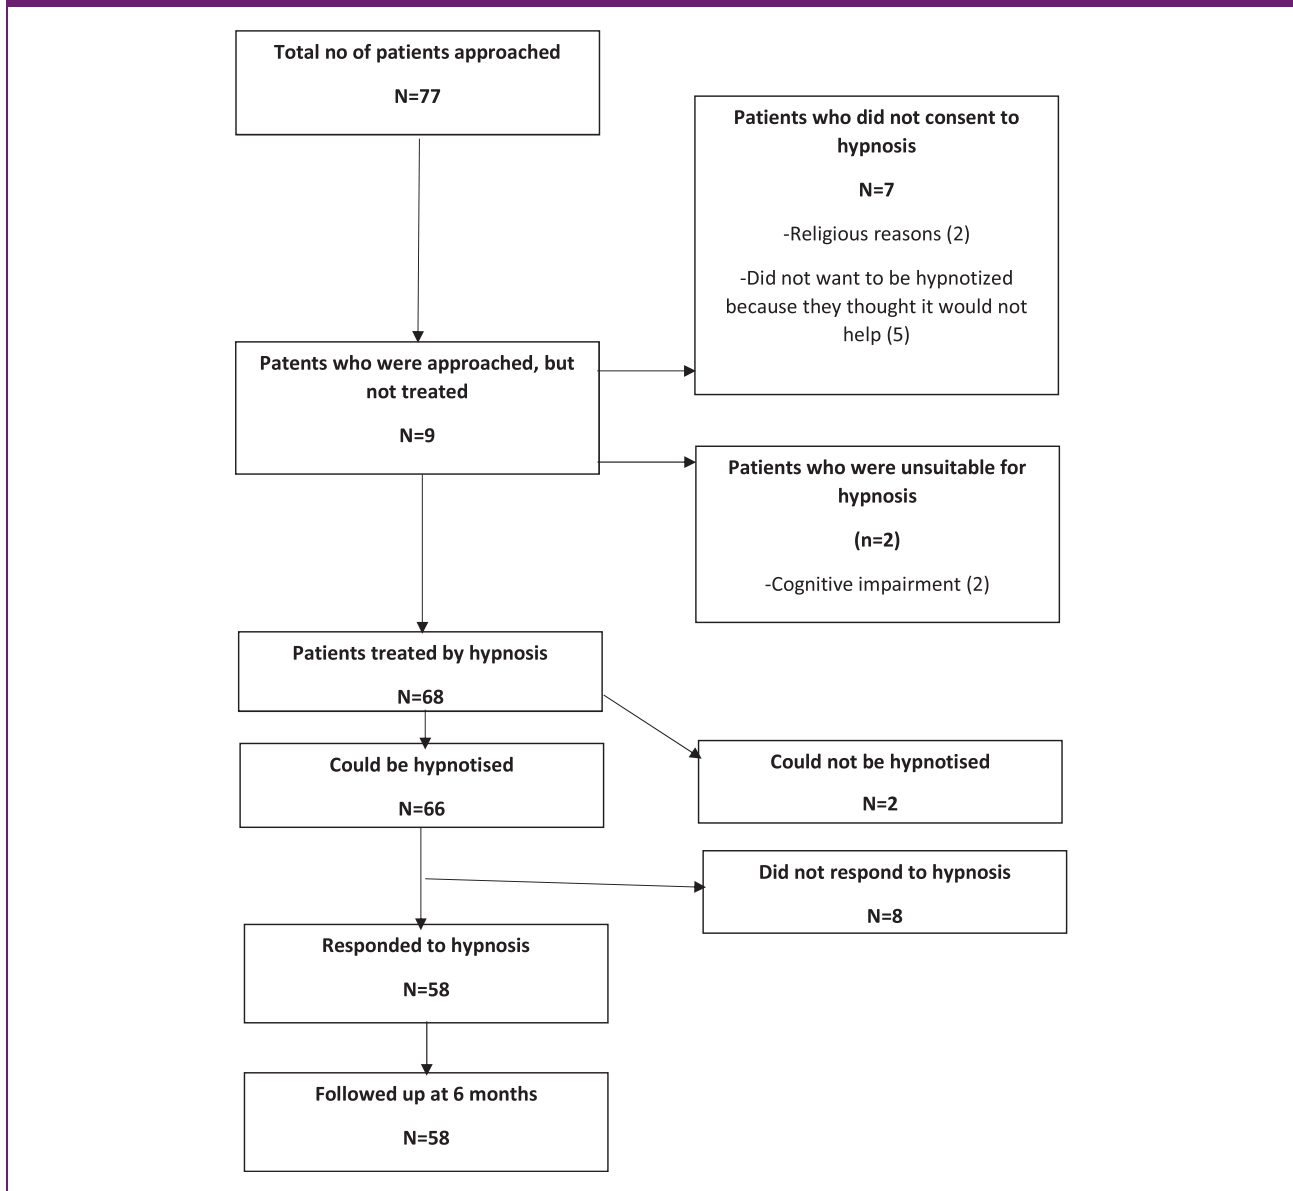 Total no of patients approached
N=77
Patients who did not consent to
hypnosis
N=7
-Religious reasons (2)
-Did not want to be hypnotized
because they thought it would not
help (5)
Patents who were approached, but
not treated
N=9
Patients who were unsuitable for
hypnosis
(n=2)
-Cognitive impairment (2)
Patients treated by hypnosis
N=68
Could be hypnotised
N=66
Could not be hypnotised
N=2
Did not respond to hypnosis
N=8
Responded to hypnosis
N=58
Followed up at 6 months
N=58